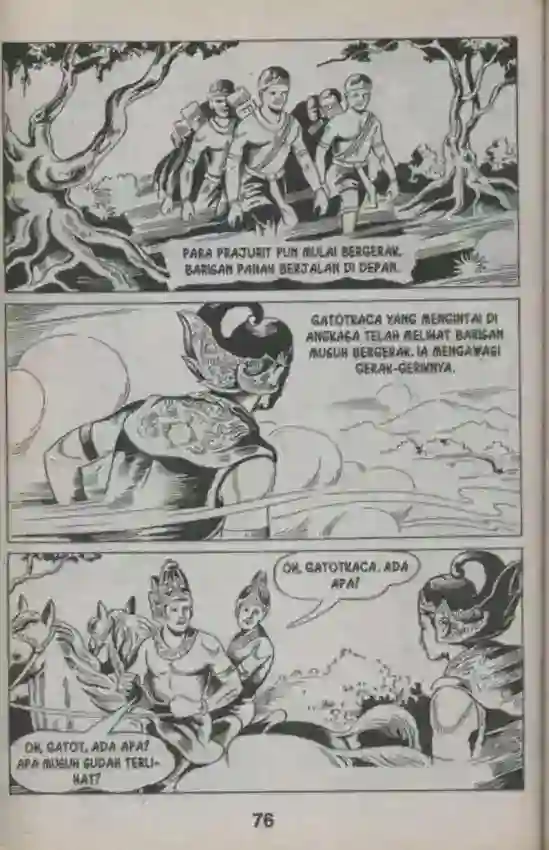 PARA PRAJURIT PUN MULAI BERGERAK.
BARISAN PANAH BERJALAN DI DEPAN.
GATOTKACA YANG MENGINTAI DI
ANGKASA TELAH MELIHAT BARISAN
MUSUH BERGERAK. IA MENGAWASI
GERAK-GERIKNYA.
OH, GATOTKACA. ADA
APA?
OH, GATOT, ADA APA?
APA MUSUH SUDAH TERLI-
HAT?
76